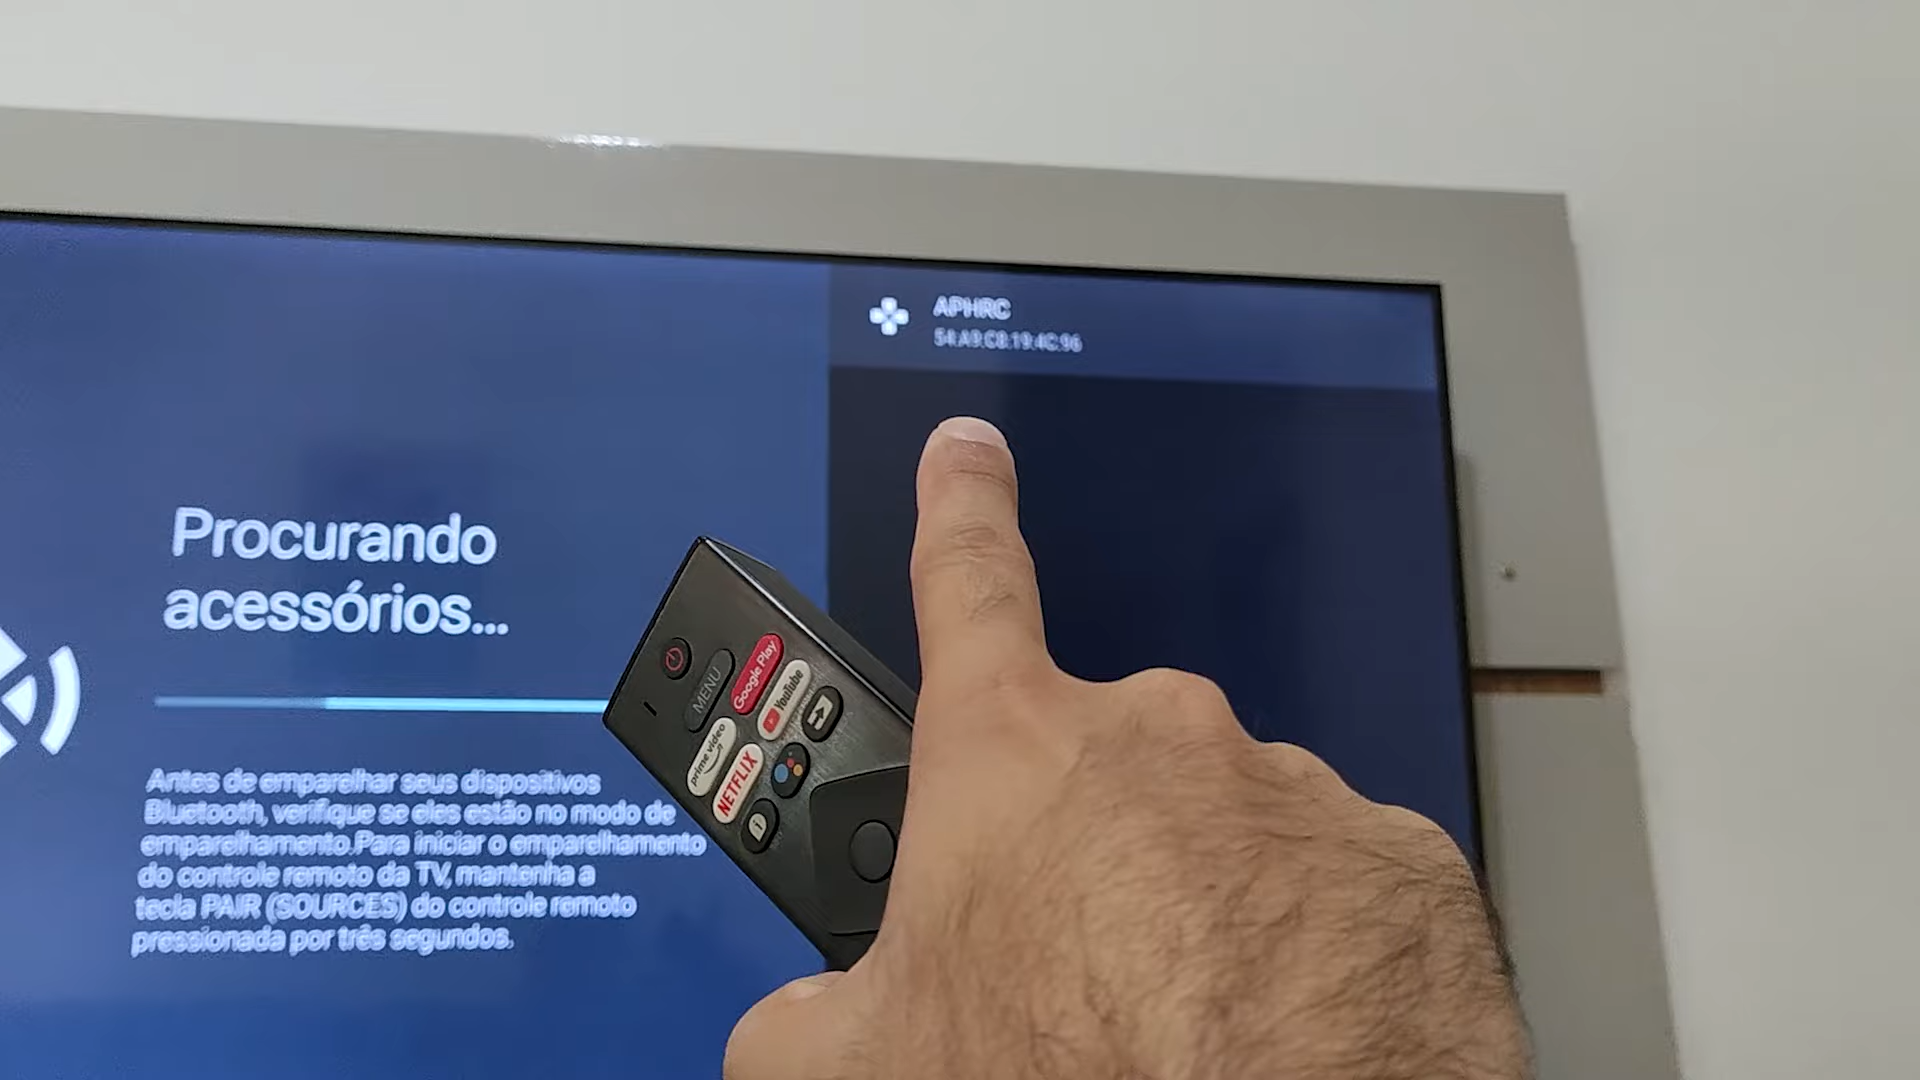 APHRC
54:A9:C8:19:4C:96
Procurando
acessórios...
Antes de emparelhar seus dispositivos
Bluetooth, verifique se eles estão no modo de
emparelhamento.Para iniciar o emparelhamento
do controle remoto da TV, mantenha a
tecla PAIR (SOURCES) do controle remoto
pressionada por três segundos.
MENU
Google Play
prime video
YouTube
NETFLIX
i